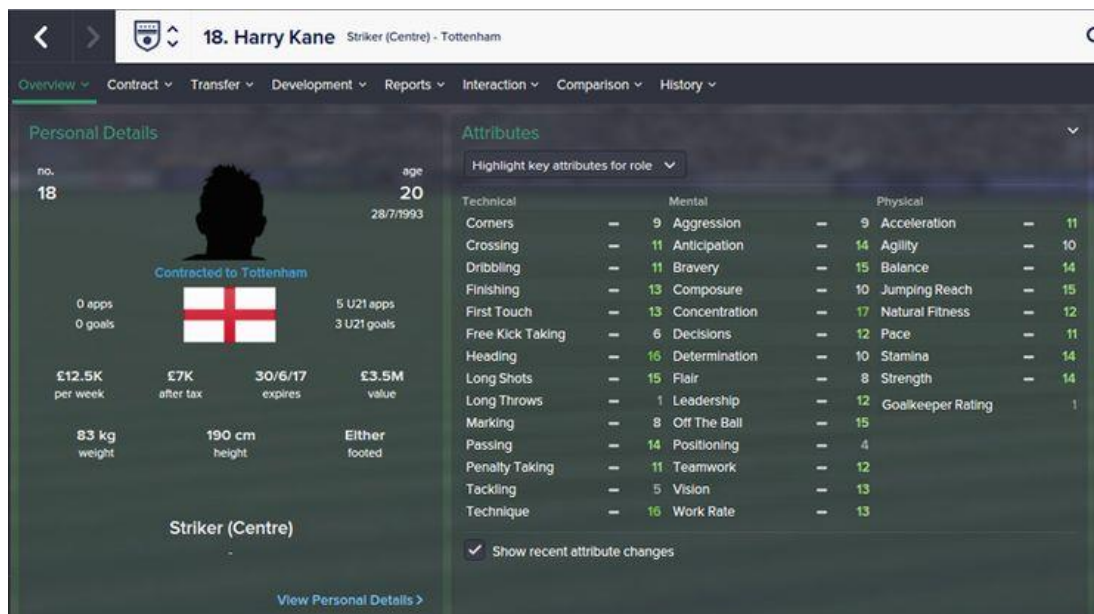 18. Harry Kane Striker (Centre) - Tottenham
Overview Contract Transfer Development Reports Interaction Comparison History
Personal Details
no.
18
age
20
28/7/1993
Contracted to Tottenham
0 apps
0 goals
5 U21 apps
3 U21 goals
£12.5K
per week
£7K
after tax
30/6/17
expires
£3.5M
value
83 kg
weight
190 cm
height
Either
footed
Striker (Centre)
-
View Personal Details >
Attributes
Highlight key attributes for role
Technical Mental Physical
Corners - 9 Aggression - 9 Acceleration - 11
Crossing - 11 Anticipation - 14 Agility - 10
Dribbling - 11 Bravery - 15 Balance - 14
Finishing - 13 Composure - 10 Jumping Reach - 15
First Touch - 13 Concentration - 17 Natural Fitness - 12
Free Kick Taking - 6 Decisions - 12 Pace - 11
Heading - 16 Determination - 10 Stamina - 14
Long Shots - 15 Flair - 8 Strength - 14
Long Throws - 1 Leadership - 12 Goalkeeper Rating 1
Marking - 8 Off The Ball - 15
Passing - 14 Positioning - 4
Penalty Taking - 11 Teamwork - 12
Tackling - 5 Vision - 13
Technique - 16 Work Rate - 13
Show recent attribute changes